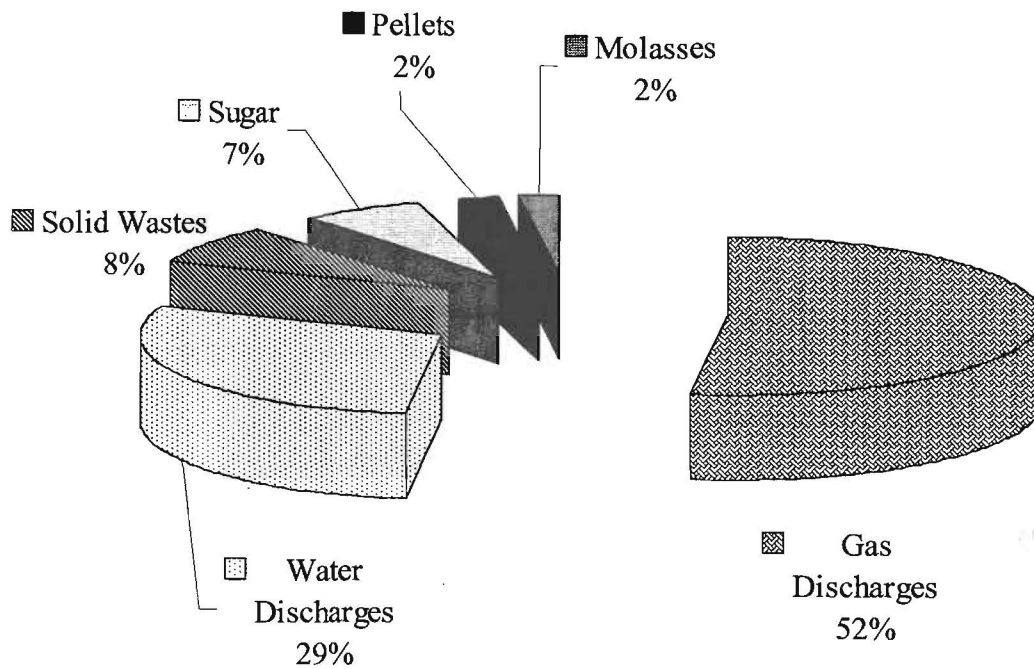 Pellets
2%
Molasses
2%
Sugar
7%
Solid Wastes
8%
Water
Discharges
29%
Gas
Discharges
52%